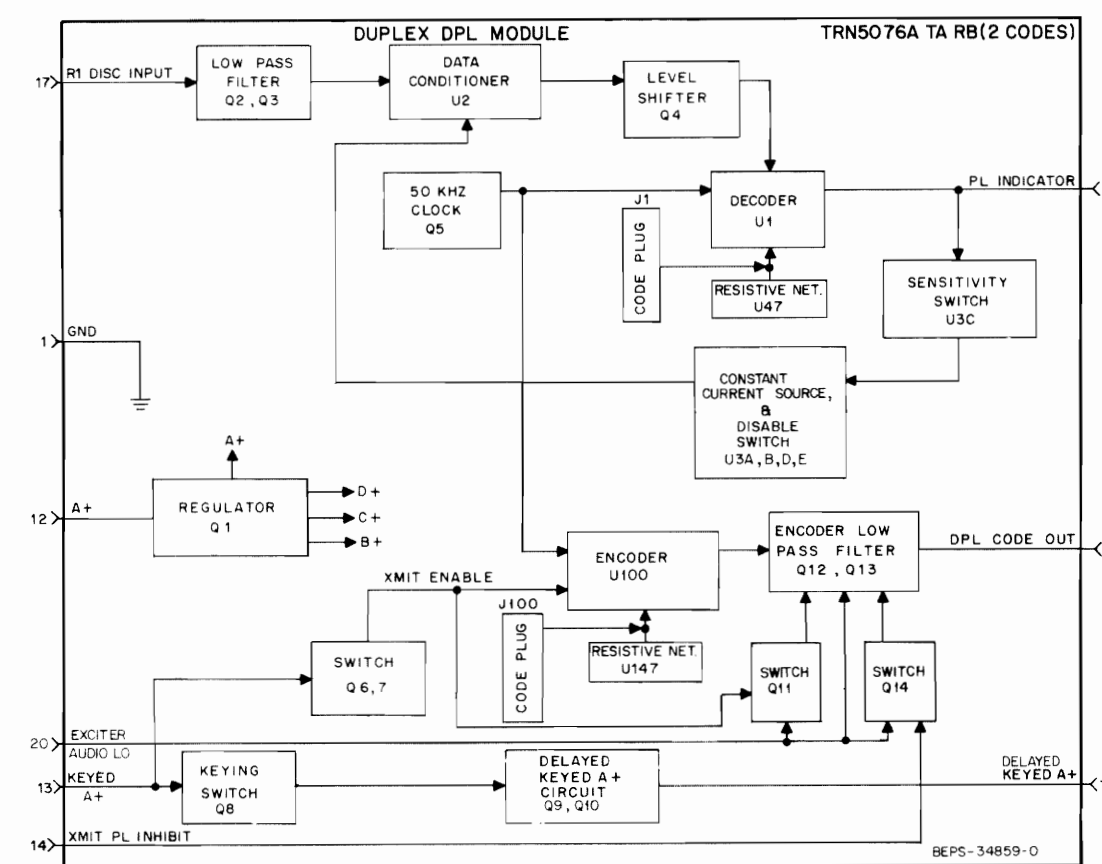 DUPLEX DPL MODULE
TRN5076A TA RB(2 CODES)
17
R1 DISC INPUT
LOW PASS
FILTER
Q2, Q3
DATA
CONDITIONER
U2
LEVEL
SHIFTER
Q4
50 KHZ
CLOCK
Q5
J1
CODE PLUG
DECODER
U1
RESISTIVE NET.
U47
PL INDICATOR
SENSITIVITY
SWITCH
U3C
1
GND
CONSTANT
CURRENT SOURCE,
&
DISABLE
SWITCH
U3A,B,D,E
A+
12
A+
REGULATOR
Q1
D+
C+
B+
ENCODER
U100
ENCODER LOW
PASS FILTER
Q12, Q13
DPL CODE OUT
XMIT ENABLE
J100
CODE PLUG
RESISTIVE NET.
U147
SWITCH
Q6,7
SWITCH
Q11
SWITCH
Q14
20
EXCITER
AUDIO LO
13
KEYED
A+
KEYING
SWITCH
Q8
DELAYED
KEYED A+
CIRCUIT
Q9, Q10
DELAYED
KEYED A+
14
XMIT PL INHIBIT
BEPS-34859-O